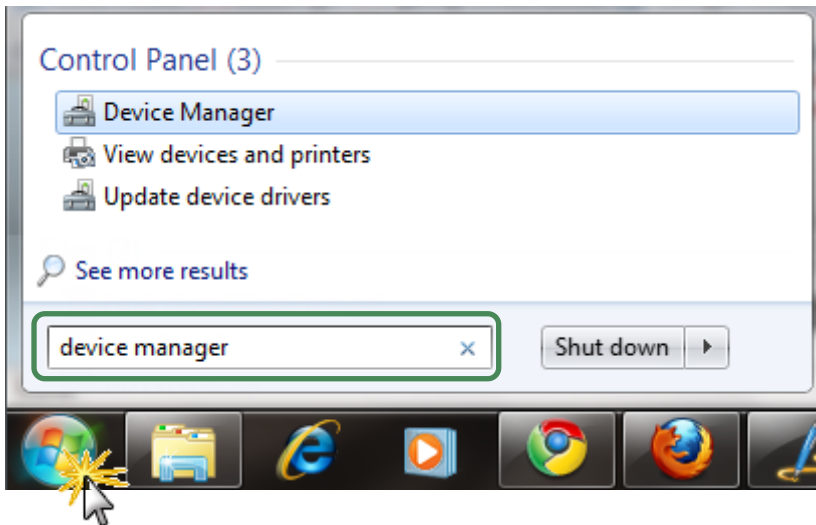 Control Panel (3)
Device Manager
View devices and printers
Update device drivers
See more results
device manager
Shut down